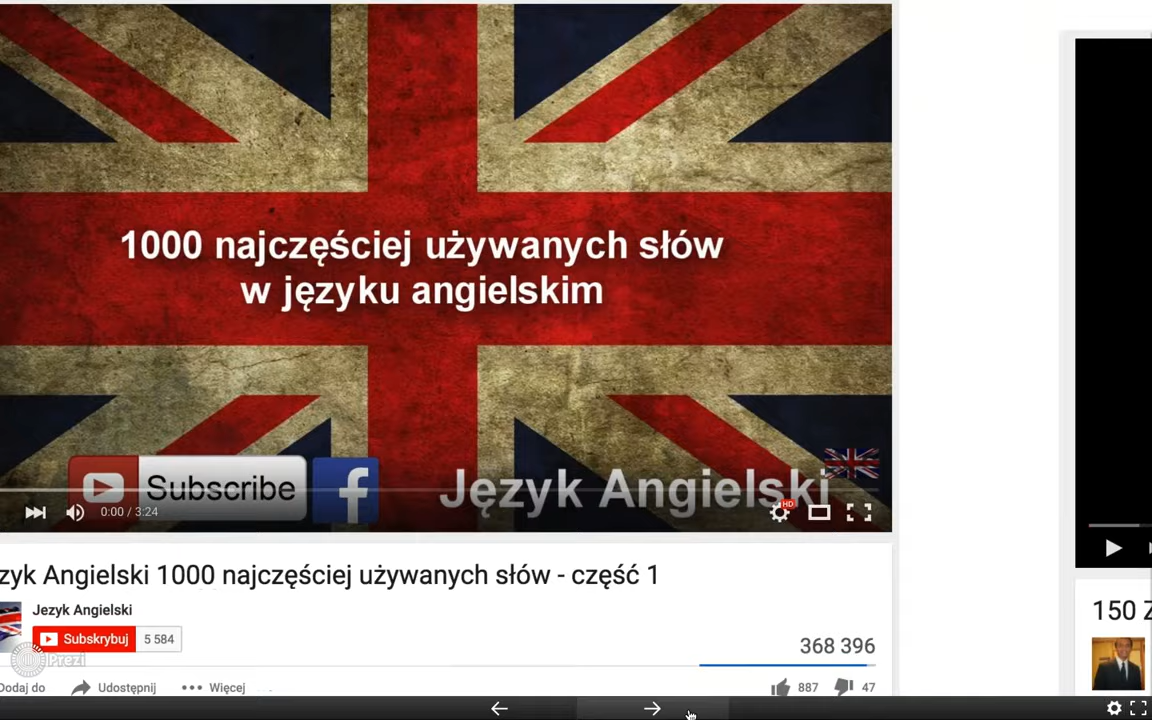 1000 najczęściej używanych słów
w języku angielskim
Subscribe
Język Angielski
HD
0:00 / 3:24
zyk Angielski 1000 najczęściej używanych słów - część 1
Jezyk Angielski
Subskrybuj 5 584
368 396
Prezi
Dodaj do Udostępnij Więcej 887 47
150 Z